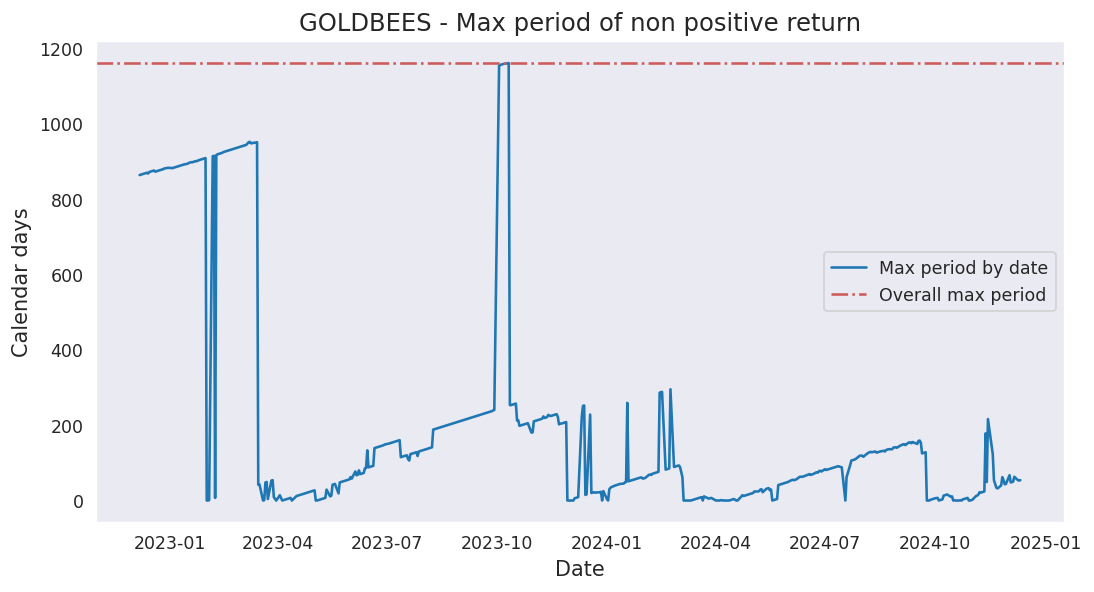 GOLDBEES - Max period of non positive return
1200
1000
800
600
400
200
0
Calendar days
Max period by date
Overall max period
2023-01 2023-04 2023-07 2023-10 2024-01 2024-04 2024-07 2024-10 2025-01
Date